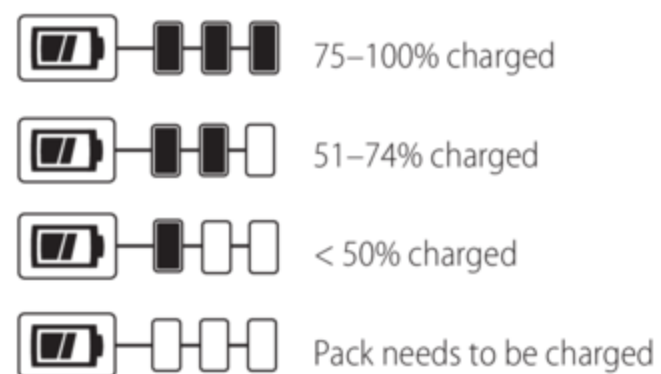 75–100% charged
51–74% charged
< 50% charged
Pack needs to be charged